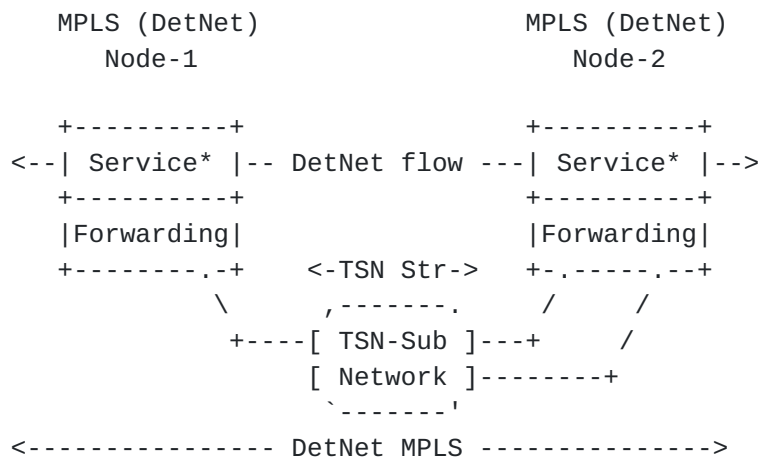 MPLS (DetNet)                 MPLS (DetNet)
Node-1                        Node-2
<--| Service* |-- DetNet flow ---| Service* |-->
|Forwarding|                  |Forwarding|
<-TSN Str->
[ TSN-Sub ]
[ Network ]
<---------------- DetNet MPLS --------------->